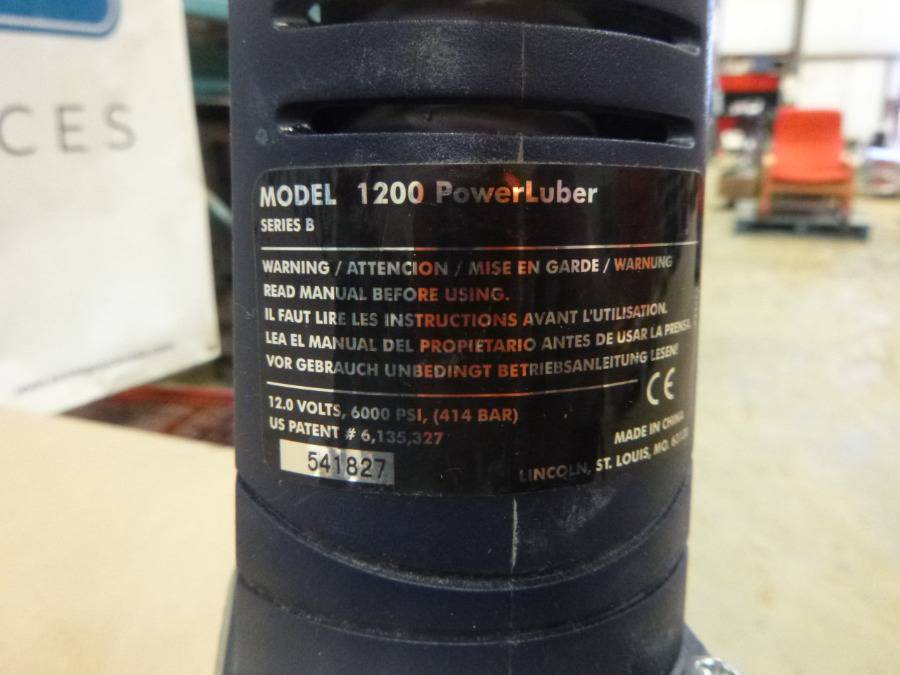 CES
MODEL 1200 PowerLuber
SERIES B
WARNING / ATTENCION / MISE EN GARDE / WARNUNG
READ MANUAL BEFORE USING.
IL FAUT LIRE LES INSTRUCTIONS AVANT L'UTILISATION.
LEA EL MANUAL DEL PROPIETARIO ANTES DE USAR LA PRENSA
VOR GEBRAUCH UNBEDINGT BETRIEBSANLEITUNG LESEN!
CE
12.0 VOLTS, 6000 PSI, (414 BAR)
US PATENT # 6,135,327
MADE IN CHINA
541827
LINCOLN, ST. LOUIS, MO.